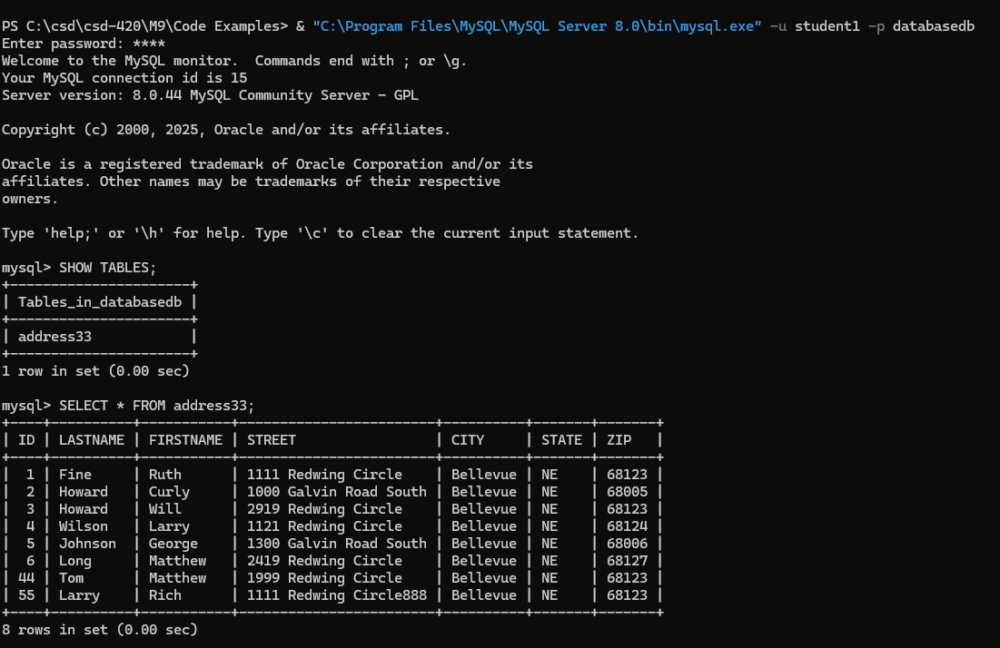 PS C:\csd\csd-420\M9\Code Examples> & "C:\Program Files\MySQL\MySQL Server 8.0\bin\mysql.exe" -u student1 -p databasedb
Enter password: ****
Welcome to the MySQL monitor.  Commands end with ; or \g.
Your MySQL connection id is 15
Server version: 8.0.44 MySQL Community Server - GPL

Copyright (c) 2000, 2025, Oracle and/or its affiliates.

Oracle is a registered trademark of Oracle Corporation and/or its
affiliates. Other names may be trademarks of their respective
owners.

Type 'help;' or '\h' for help. Type '\c' to clear the current input statement.

mysql> SHOW TABLES;
+----------------------+
| Tables_in_databasedb |
+----------------------+
| address33            |
+----------------------+
1 row in set (0.00 sec)

mysql> SELECT * FROM address33;
+----+----------+-----------+------------------------+----------+-------+-------+
| ID | LASTNAME | FIRSTNAME | STREET                 | CITY     | STATE | ZIP   |
+----+----------+-----------+------------------------+----------+-------+-------+
|  1 | Fine     | Ruth      | 1111 Redwing Circle    | Bellevue | NE    | 68123 |
|  2 | Howard   | Curly     | 1000 Galvin Road South | Bellevue | NE    | 68005 |
|  3 | Howard   | Will      | 2919 Redwing Circle    | Bellevue | NE    | 68123 |
|  4 | Wilson   | Larry     | 1121 Redwing Circle    | Bellevue | NE    | 68124 |
|  5 | Johnson  | George    | 1300 Galvin Road South | Bellevue | NE    | 68006 |
|  6 | Long     | Matthew   | 2419 Redwing Circle    | Bellevue | NE    | 68127 |
| 44 | Tom      | Matthew   | 1999 Redwing Circle    | Bellevue | NE    | 68123 |
| 55 | Larry    | Rich      | 1111 Redwing Circle888 | Bellevue | NE    | 68123 |
+----+----------+-----------+------------------------+----------+-------+-------+
8 rows in set (0.00 sec)